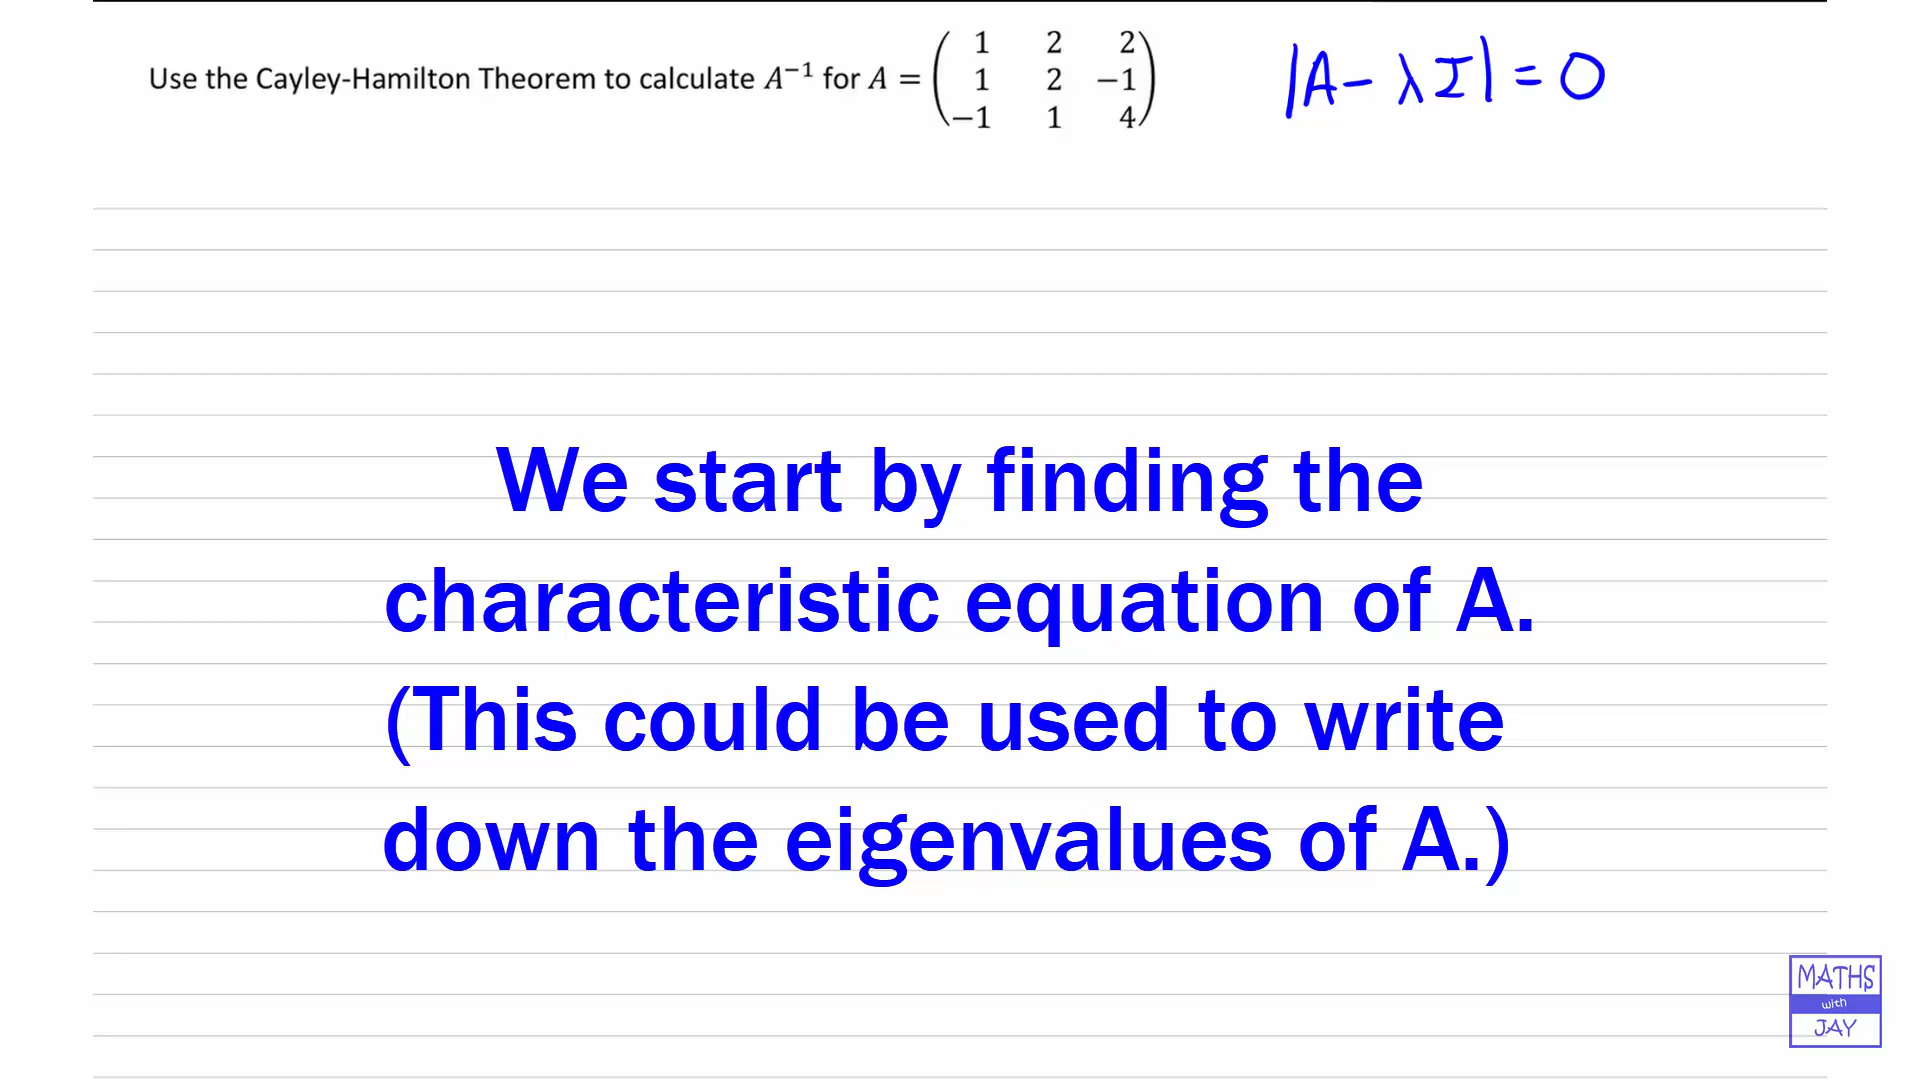 Use the Cayley-Hamilton Theorem to calculate A⁻¹ for A = ( 1 2 2
1 2 −1
−1 1 4 )
|A − λI| = 0
We start by finding the
characteristic equation of A.
(This could be used to write
down the eigenvalues of A.)
MATHS
with
JAY